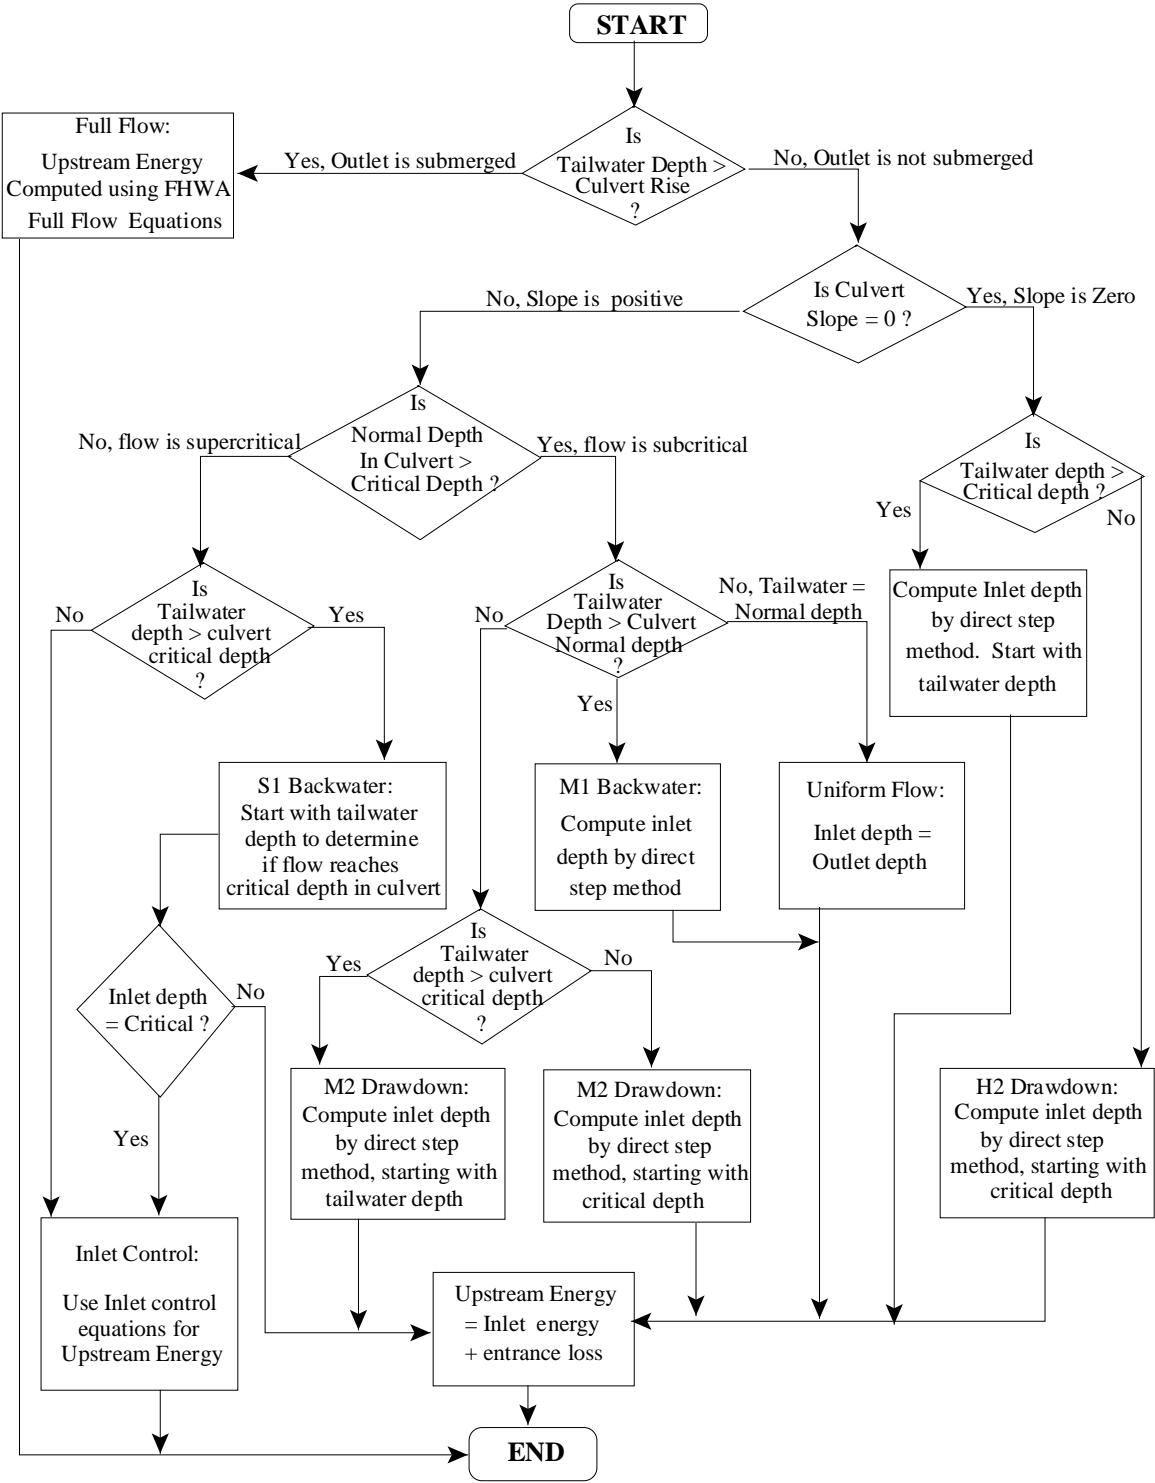 START
Is
Tailwater Depth >
Culvert Rise
?
Yes, Outlet is submerged
No, Outlet is not submerged
Full Flow:
Upstream Energy
Computed using FHWA
Full Flow Equations
Is Culvert
Slope = 0 ?
No, Slope is positive
Yes, Slope is Zero
Is
Normal Depth
In Culvert >
Critical Depth ?
No, flow is supercritical
Yes, flow is subcritical
Is
Tailwater depth >
Critical depth ?
Yes
No
Is
Tailwater
depth > culvert
critical depth
?
No
Yes
Is
Tailwater
Depth > Culvert
Normal depth
?
No
No, Tailwater =
Normal depth
Yes
Compute Inlet depth
by direct step
method. Start with
tailwater depth
S1 Backwater:
Start with tailwater
depth to determine
if flow reaches
critical depth in culvert
M1 Backwater:
Compute inlet
depth by direct
step method
Uniform Flow:
Inlet depth =
Outlet depth
Is
Tailwater
depth > culvert
critical depth
?
Yes
No
Inlet depth
= Critical ?
No
Yes
M2 Drawdown:
Compute inlet depth
by direct step
method, starting with
tailwater depth
M2 Drawdown:
Compute inlet depth
by direct step
method, starting with
critical depth
H2 Drawdown:
Compute inlet depth
by direct step
method, starting with
critical depth
Inlet Control:
Use Inlet control
equations for
Upstream Energy
Upstream Energy
= Inlet energy
+ entrance loss
END